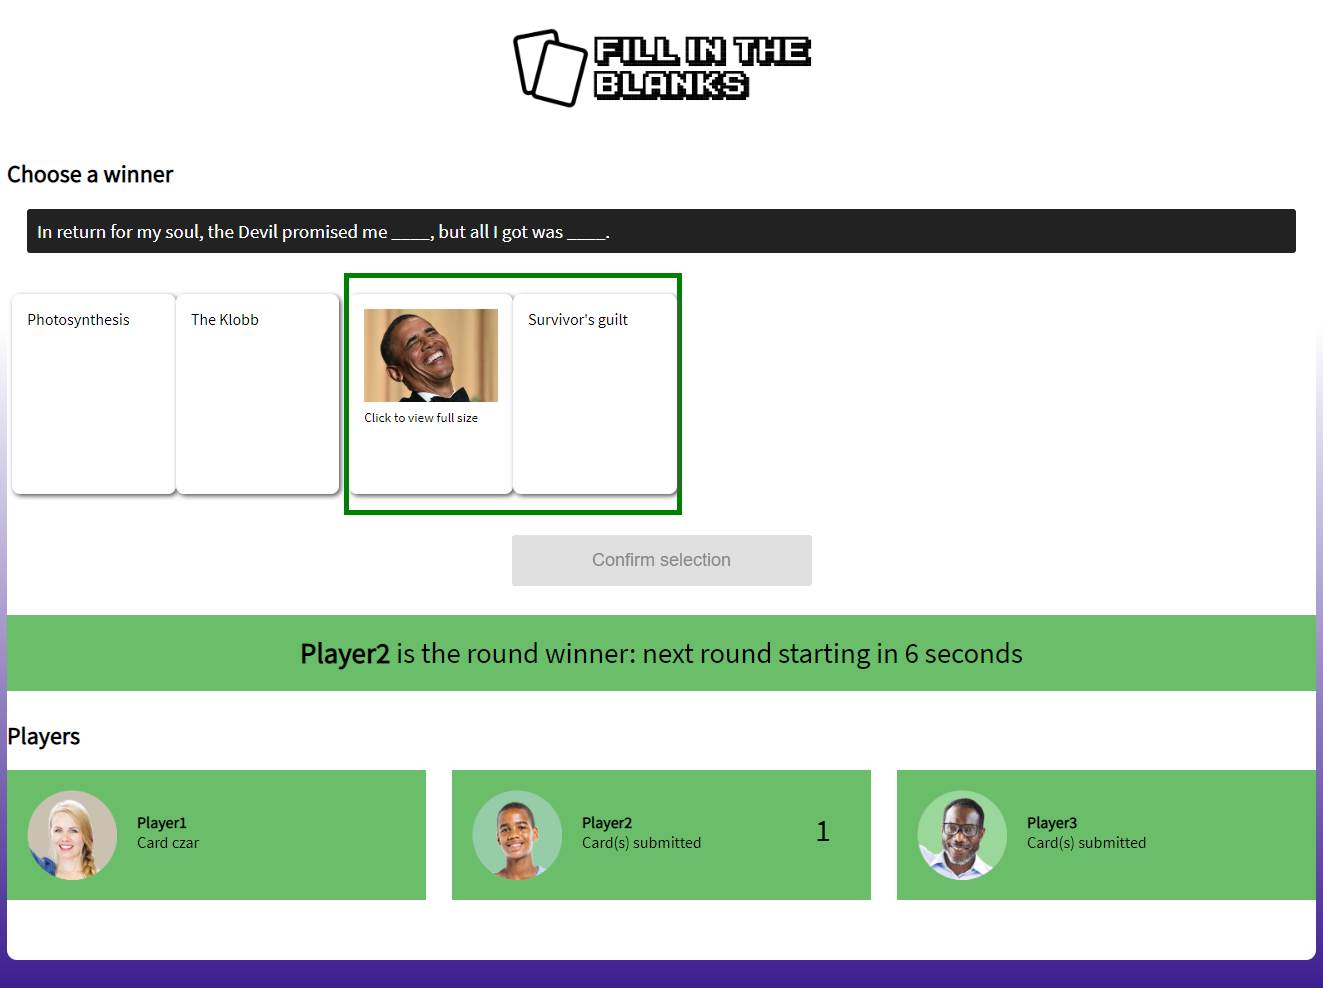 FILL IN THE
BLANKS
Choose a winner
In return for my soul, the Devil promised me ____, but all I got was ____.
Photosynthesis
The Klobb
Click to view full size
Survivor's guilt
Confirm selection
Player2 is the round winner: next round starting in 6 seconds
Players
Player1
Card czar
Player2
Card(s) submitted
1
Player3
Card(s) submitted